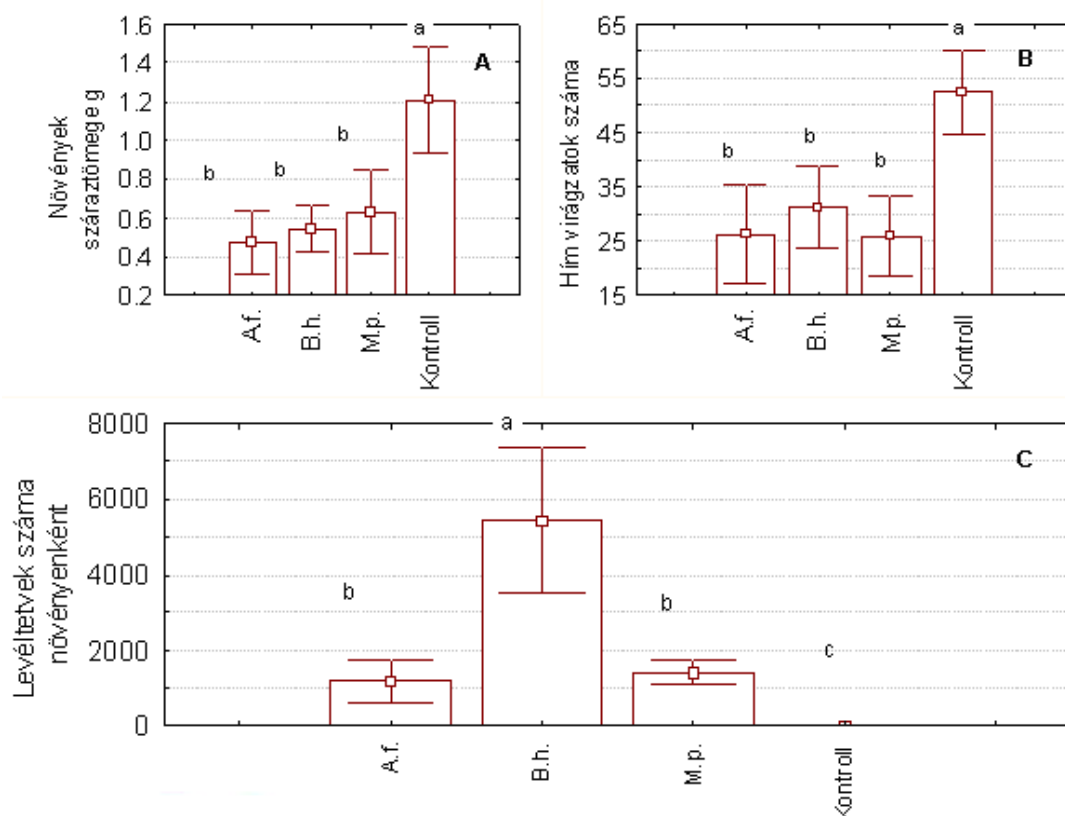 Növények
száraztömege g
1.6
1.4
1.2
1.0
0.8
0.6
0.4
0.2
b
b
b
a
A
A.f.
B.h.
M.p.
Kontroll
Hím virágzatok száma
65
55
45
35
25
15
b
b
b
a
B
A.f.
B.h.
M.p.
Kontroll
Levéltetvek száma
növényenként
8000
6000
4000
2000
0
b
a
b
c
C
A.f.
B.h.
M.p.
Kontroll